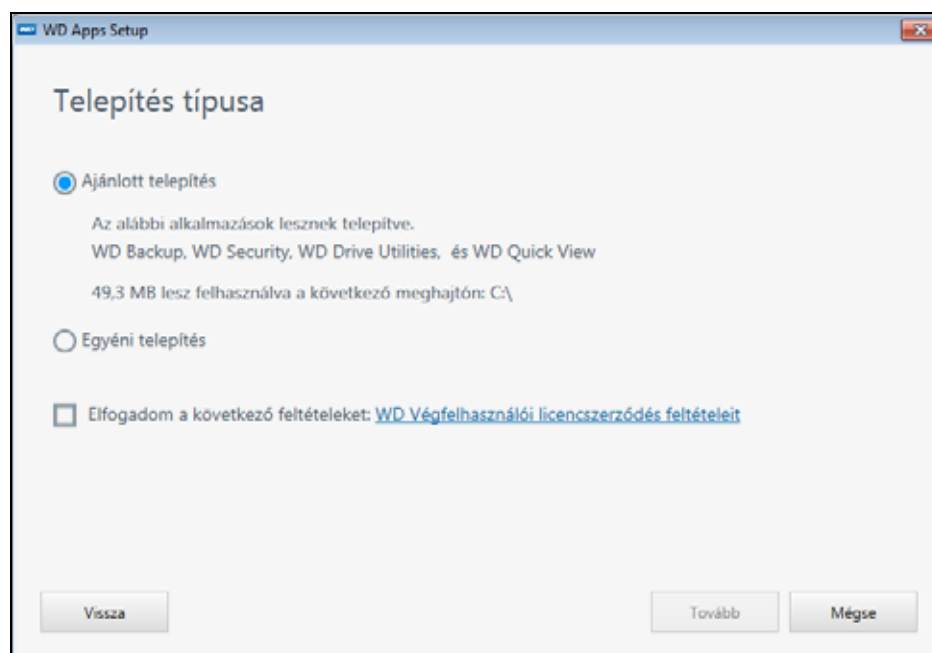 WD Apps Setup
Telepítés típusa
Ajánlott telepítés
Az alábbi alkalmazások lesznek telepítve.
WD Backup, WD Security, WD Drive Utilities, és WD Quick View
49,3 MB lesz felhasználva a következő meghajtón: C:\
Egyéni telepítés
Elfogadom a következő feltételeket: WD Végfelhasználói licencszerződés feltételeit
Vissza
Tovább
Mégse